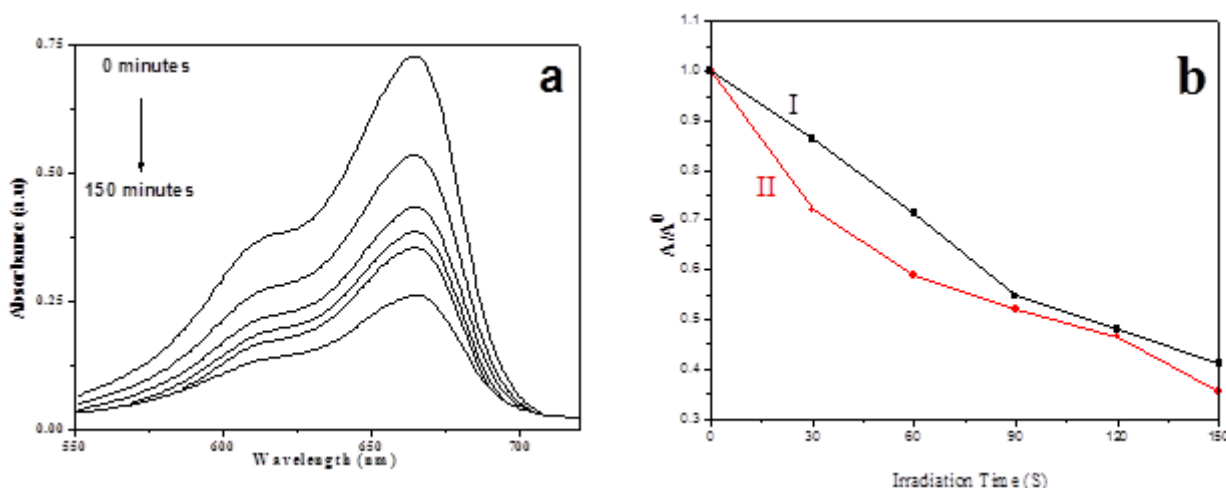 a
0 minutes
150 minutes
0.75
0.50
0.25
0.00
Absorbance (a.u)
550
600
650
700
Wavelength (nm)
b
I
II
1.1
1.0
0.9
0.8
0.7
0.6
0.5
0.4
0.3
A/A0
0
30
60
90
120
150
Irradiation Time (S)